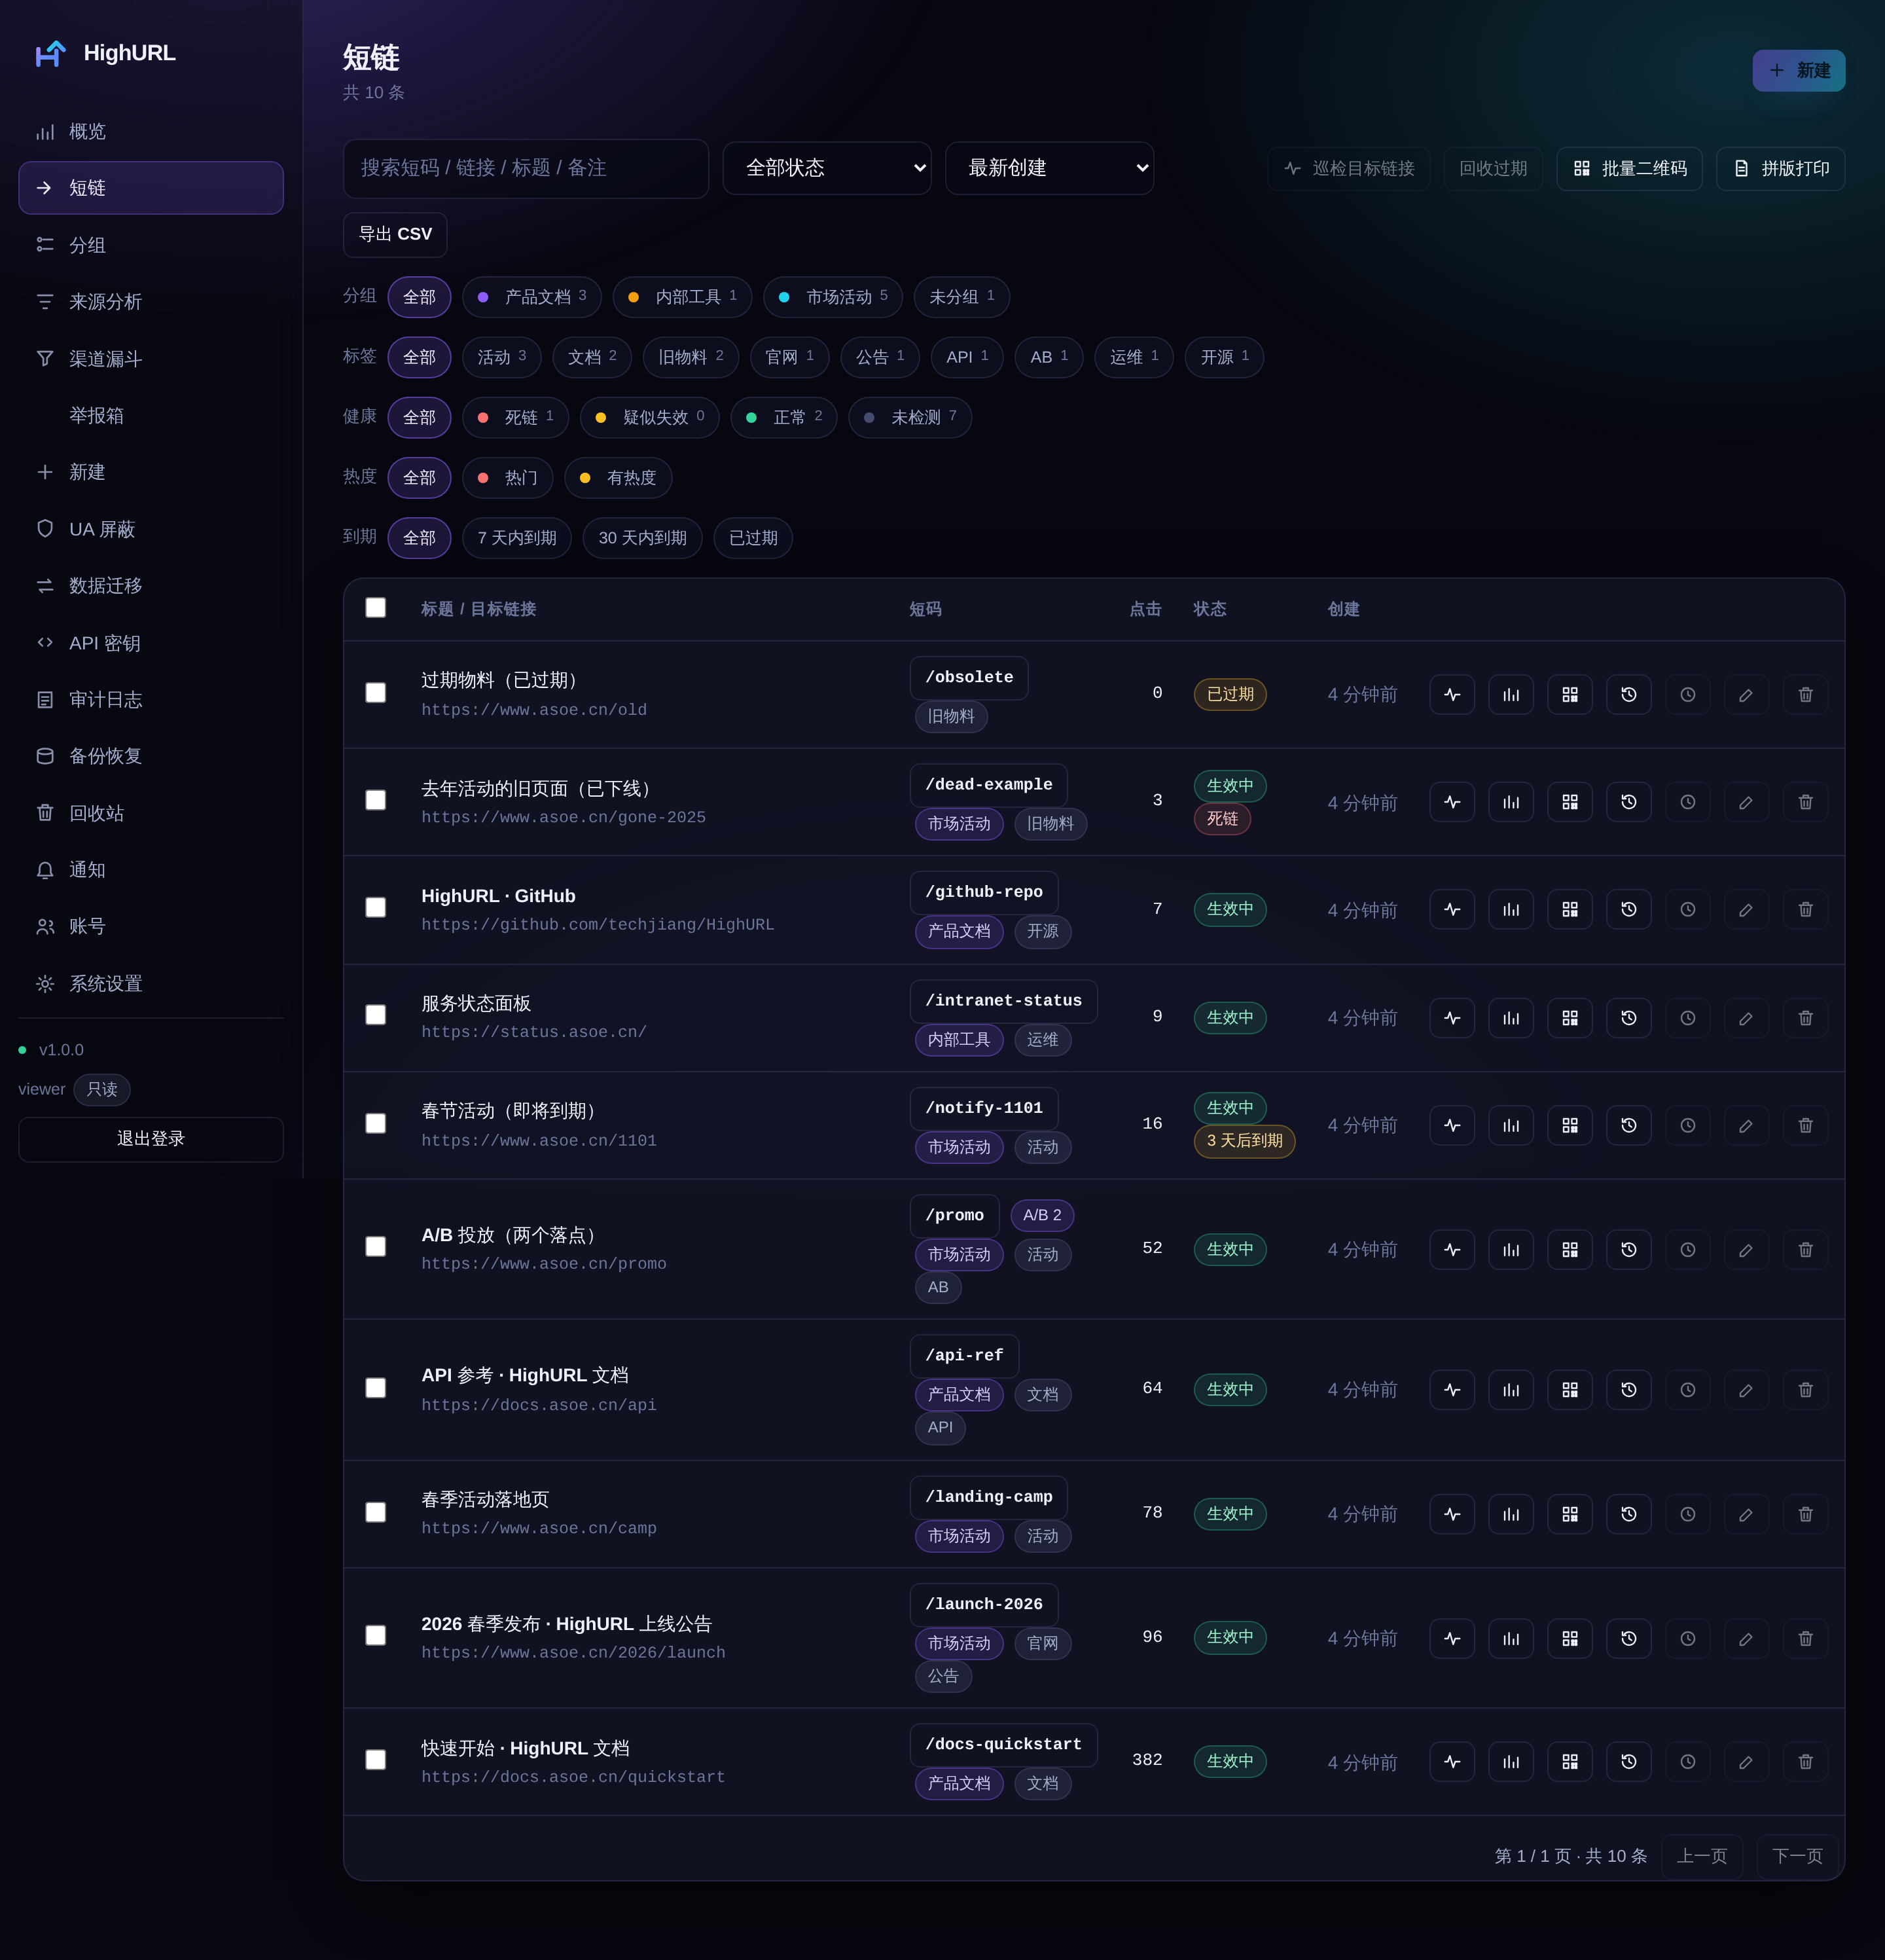 HighURL
概览
短链
分组
来源分析
渠道漏斗
举报箱
新建
UA 屏蔽
数据迁移
API 密钥
审计日志
备份恢复
回收站
通知
账号
系统设置
v1.0.0
viewer 只读
退出登录
短链
共 10 条
新建
搜索短码 / 链接 / 标题 / 备注 全部状态 最新创建 巡检目标链接 回收过期 批量二维码 拼版打印
导出 CSV
分组 全部 产品文档 3 内部工具 1 市场活动 5 未分组 1
标签 全部 活动 3 文档 2 旧物料 2 官网 1 公告 1 API 1 AB 1 运维 1 开源 1
健康 全部 死链 1 疑似失效 0 正常 2 未检测 7
热度 全部 热门 有热度
到期 全部 7 天内到期 30 天内到期 已过期
标题 / 目标链接 短码 点击 状态 创建
过期物料（已过期）
https://www.asoe.cn/old
/obsolete
旧物料
0 已过期 4 分钟前
去年活动的旧页面（已下线）
https://www.asoe.cn/gone-2025
/dead-example
市场活动 旧物料
3
生效中
死链
4 分钟前
HighURL · GitHub
https://github.com/techjiang/HighURL
/github-repo
产品文档 开源
7 生效中 4 分钟前
服务状态面板
https://status.asoe.cn/
/intranet-status
内部工具 运维
9 生效中 4 分钟前
春节活动（即将到期）
https://www.asoe.cn/1101
/notify-1101
市场活动 活动
16
生效中
3 天后到期
4 分钟前
A/B 投放（两个落点）
https://www.asoe.cn/promo
/promo A/B 2
市场活动 活动
AB
52 生效中 4 分钟前
API 参考 · HighURL 文档
https://docs.asoe.cn/api
/api-ref
产品文档 文档
API
64 生效中 4 分钟前
春季活动落地页
https://www.asoe.cn/camp
/landing-camp
市场活动 活动
78 生效中 4 分钟前
2026 春季发布 · HighURL 上线公告
https://www.asoe.cn/2026/launch
/launch-2026
市场活动 官网
公告
96 生效中 4 分钟前
快速开始 · HighURL 文档
https://docs.asoe.cn/quickstart
/docs-quickstart
产品文档 文档
382 生效中 4 分钟前
第 1 / 1 页 · 共 10 条 上一页 下一页